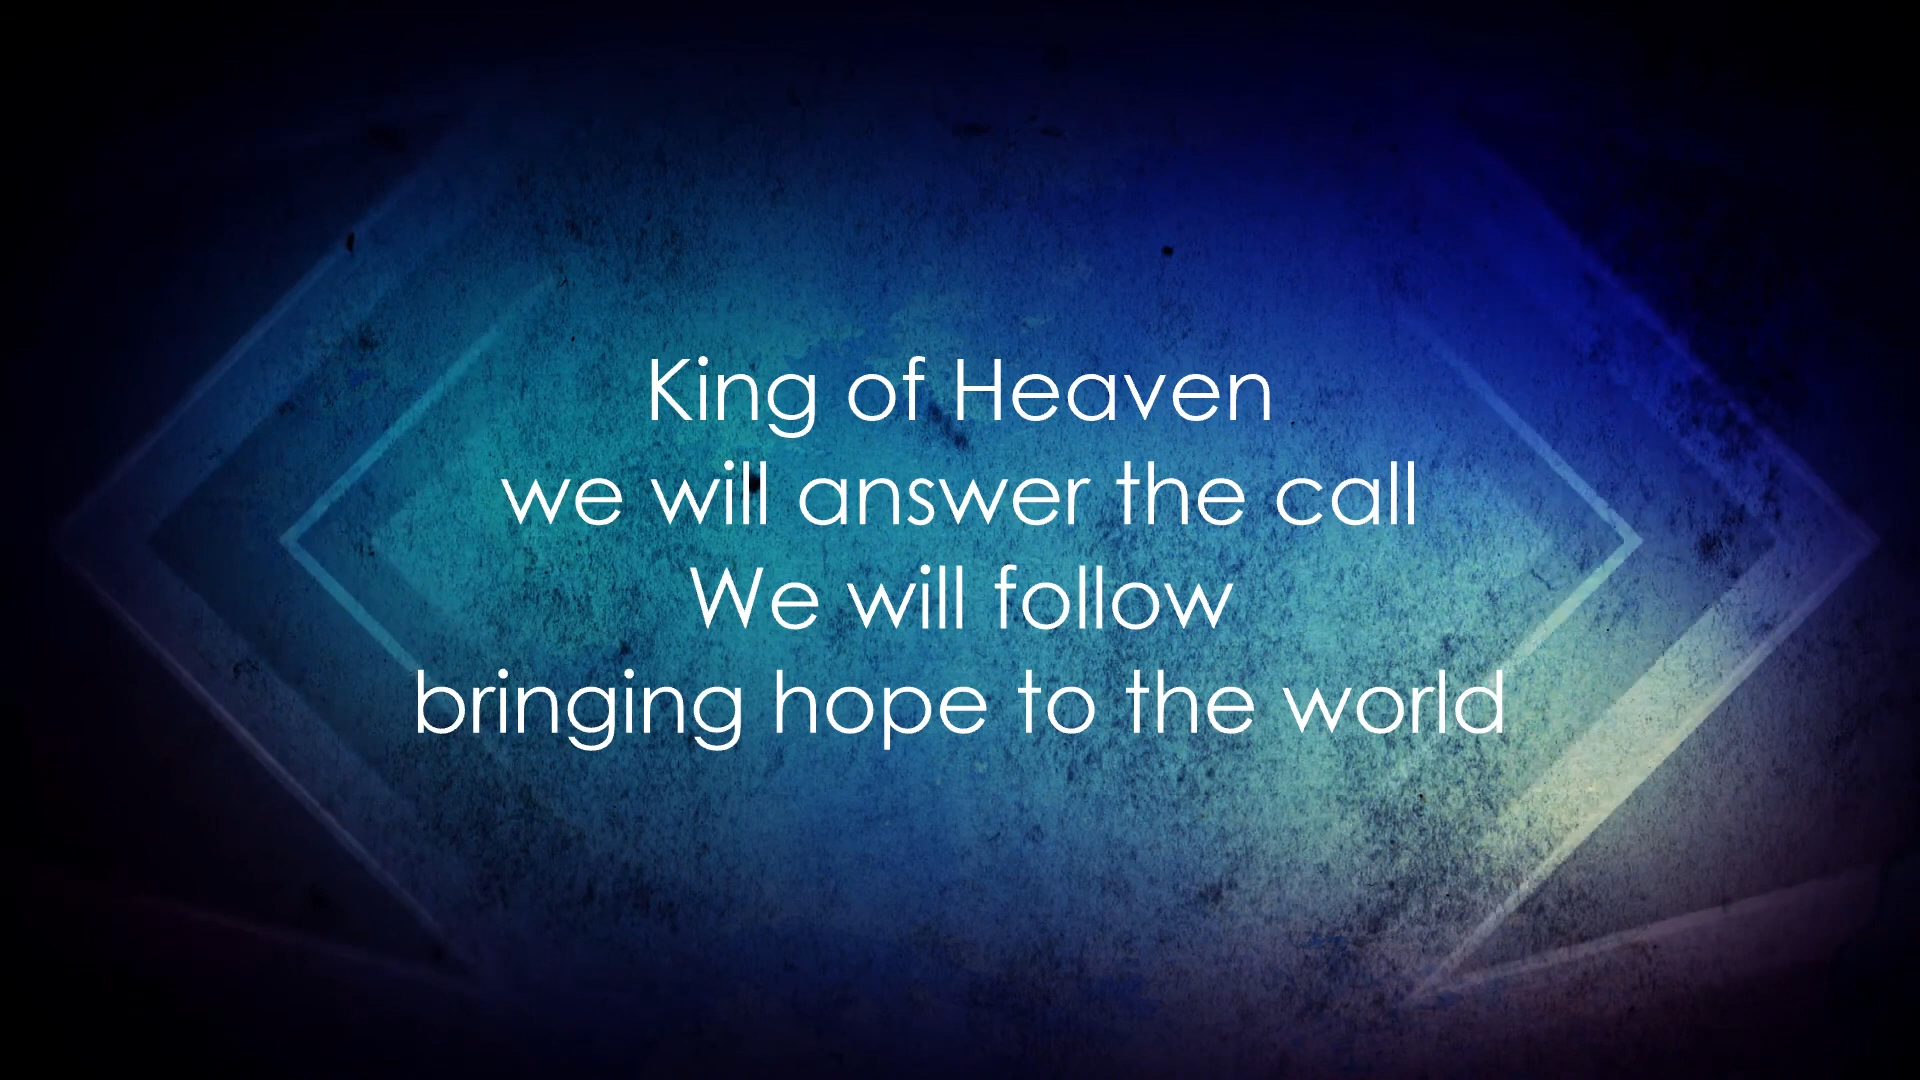 King of Heaven
we will answer the call
We will follow
bringing hope to the world